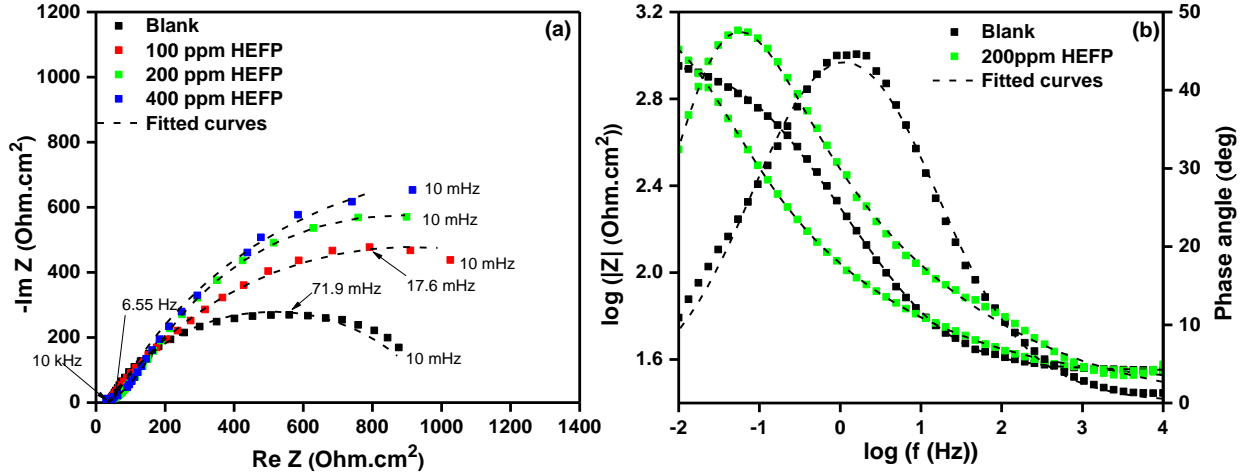 (a)
Blank
100 ppm HEFP
200 ppm HEFP
400 ppm HEFP
Fitted curves
-Im Z (Ohm.cm²)
1200
1000
800
600
400
200
0
10 mHz
10 mHz
10 mHz
10 mHz
17.6 mHz
71.9 mHz
6.55 Hz
10 kHz
0 200 400 600 800 1000 1200 1400
Re Z (Ohm.cm²)
(b)
Blank
200ppm HEFP
Fitted curves
log (|Z| (Ohm.cm²))
3.2
2.8
2.4
2.0
1.6
50
40
30
20
10
0
Phase angle (deg)
-2 -1 0 1 2 3 4
log (f (Hz))